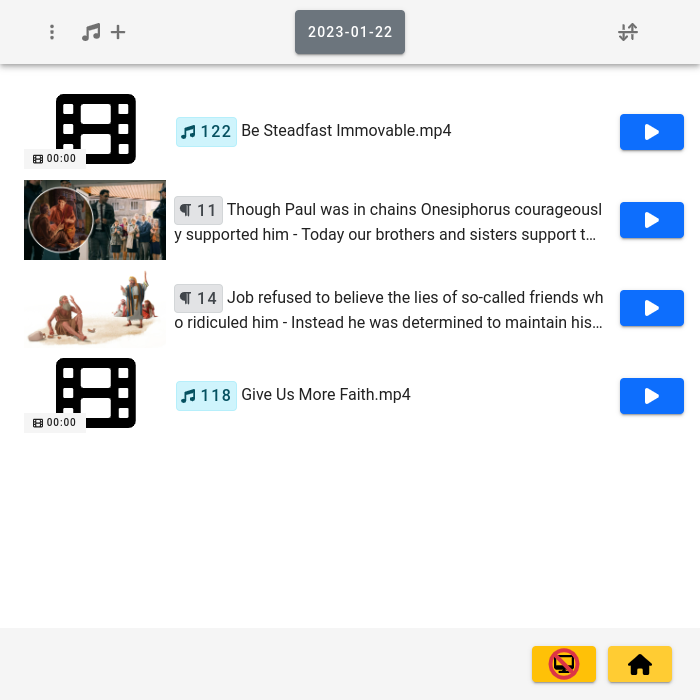 2023-01-22
122 Be Steadfast Immovable.mp4
00:00
¶ 11 Though Paul was in chains Onesiphorus courageousl
y supported him - Today our brothers and sisters support t…
¶ 14 Job refused to believe the lies of so-called friends wh
o ridiculed him - Instead he was determined to maintain his…
118 Give Us More Faith.mp4
00:00